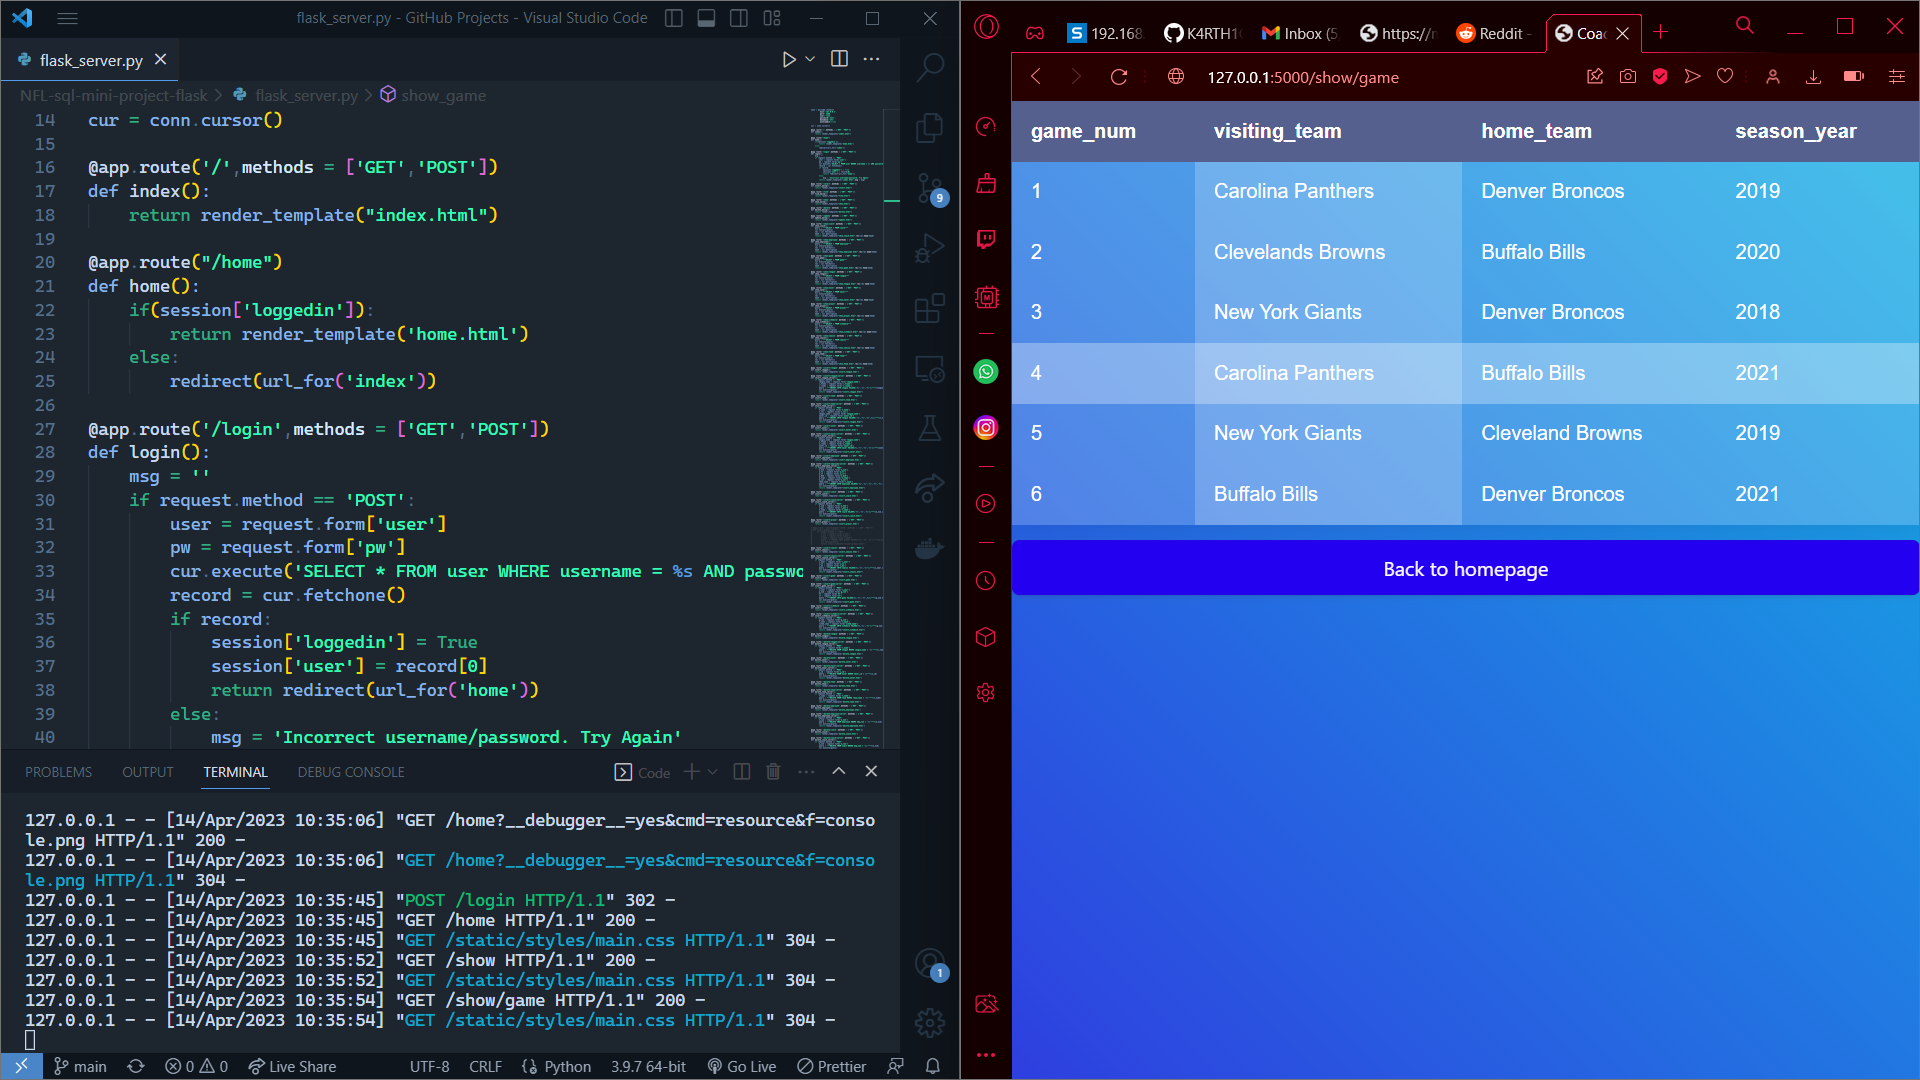 flask_server.py - GitHub Projects - Visual Studio Code
flask_server.py
NFL-sql-mini-project-flask > flask_server.py > show_game
14 cur = conn.cursor()
15
16 @app.route('/',methods = ['GET','POST'])
17 def index():
18 return render_template("index.html")
19
20 @app.route("/home")
21 def home():
22 if(session['loggedin']):
23 return render_template('home.html')
24 else:
25 redirect(url_for('index'))
26
27 @app.route('/login',methods = ['GET','POST'])
28 def login():
29 msg = ''
30 if request.method == 'POST':
31 user = request.form['user']
32 pw = request.form['pw']
33 cur.execute('SELECT * FROM user WHERE username = %s AND passwo
34 record = cur.fetchone()
35 if record:
36 session['loggedin'] = True
37 session['user'] = record[0]
38 return redirect(url_for('home'))
39 else:
40 msg = 'Incorrect username/password. Try Again'
9
1
PROBLEMS OUTPUT TERMINAL DEBUG CONSOLE Code
127.0.0.1 - - [14/Apr/2023 10:35:06] "GET /home?__debugger__=yes&cmd=resource&f=conso
le.png HTTP/1.1" 200 -
127.0.0.1 - - [14/Apr/2023 10:35:06] "GET /home?__debugger__=yes&cmd=resource&f=conso
le.png HTTP/1.1" 304 -
127.0.0.1 - - [14/Apr/2023 10:35:45] "POST /login HTTP/1.1" 302 -
127.0.0.1 - - [14/Apr/2023 10:35:45] "GET /home HTTP/1.1" 200 -
127.0.0.1 - - [14/Apr/2023 10:35:45] "GET /static/styles/main.css HTTP/1.1" 304 -
127.0.0.1 - - [14/Apr/2023 10:35:52] "GET /show HTTP/1.1" 200 -
127.0.0.1 - - [14/Apr/2023 10:35:52] "GET /static/styles/main.css HTTP/1.1" 304 -
127.0.0.1 - - [14/Apr/2023 10:35:54] "GET /show/game HTTP/1.1" 200 -
127.0.0.1 - - [14/Apr/2023 10:35:54] "GET /static/styles/main.css HTTP/1.1" 304 -
main 0 0 Live Share UTF-8 CRLF Python 3.9.7 64-bit Go Live Prettier
S 192.168 K4RTH1 Inbox (5 https:// Reddit - Coac
127.0.0.1:5000/show/game
game_num visiting_team home_team season_year
1 Carolina Panthers Denver Broncos 2019
2 Clevelands Browns Buffalo Bills 2020
3 New York Giants Denver Broncos 2018
4 Carolina Panthers Buffalo Bills 2021
5 New York Giants Cleveland Browns 2019
6 Buffalo Bills Denver Broncos 2021
Back to homepage